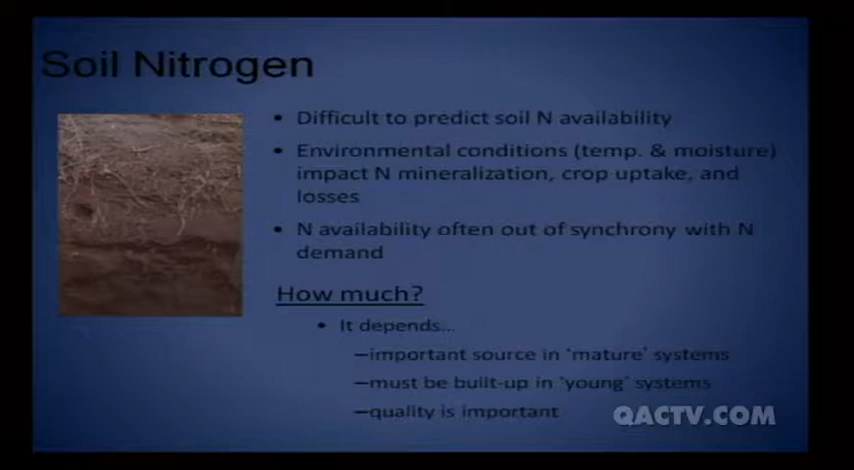 Soil Nitrogen
• Difficult to predict soil N availability
• Environmental conditions (temp. & moisture)
impact N mineralization, crop uptake, and
losses
• N availability often out of synchrony with N
demand
How much?
• It depends...
–important source in 'mature' systems
–must be built-up in 'young' systems
–quality is important
QACTV.COM